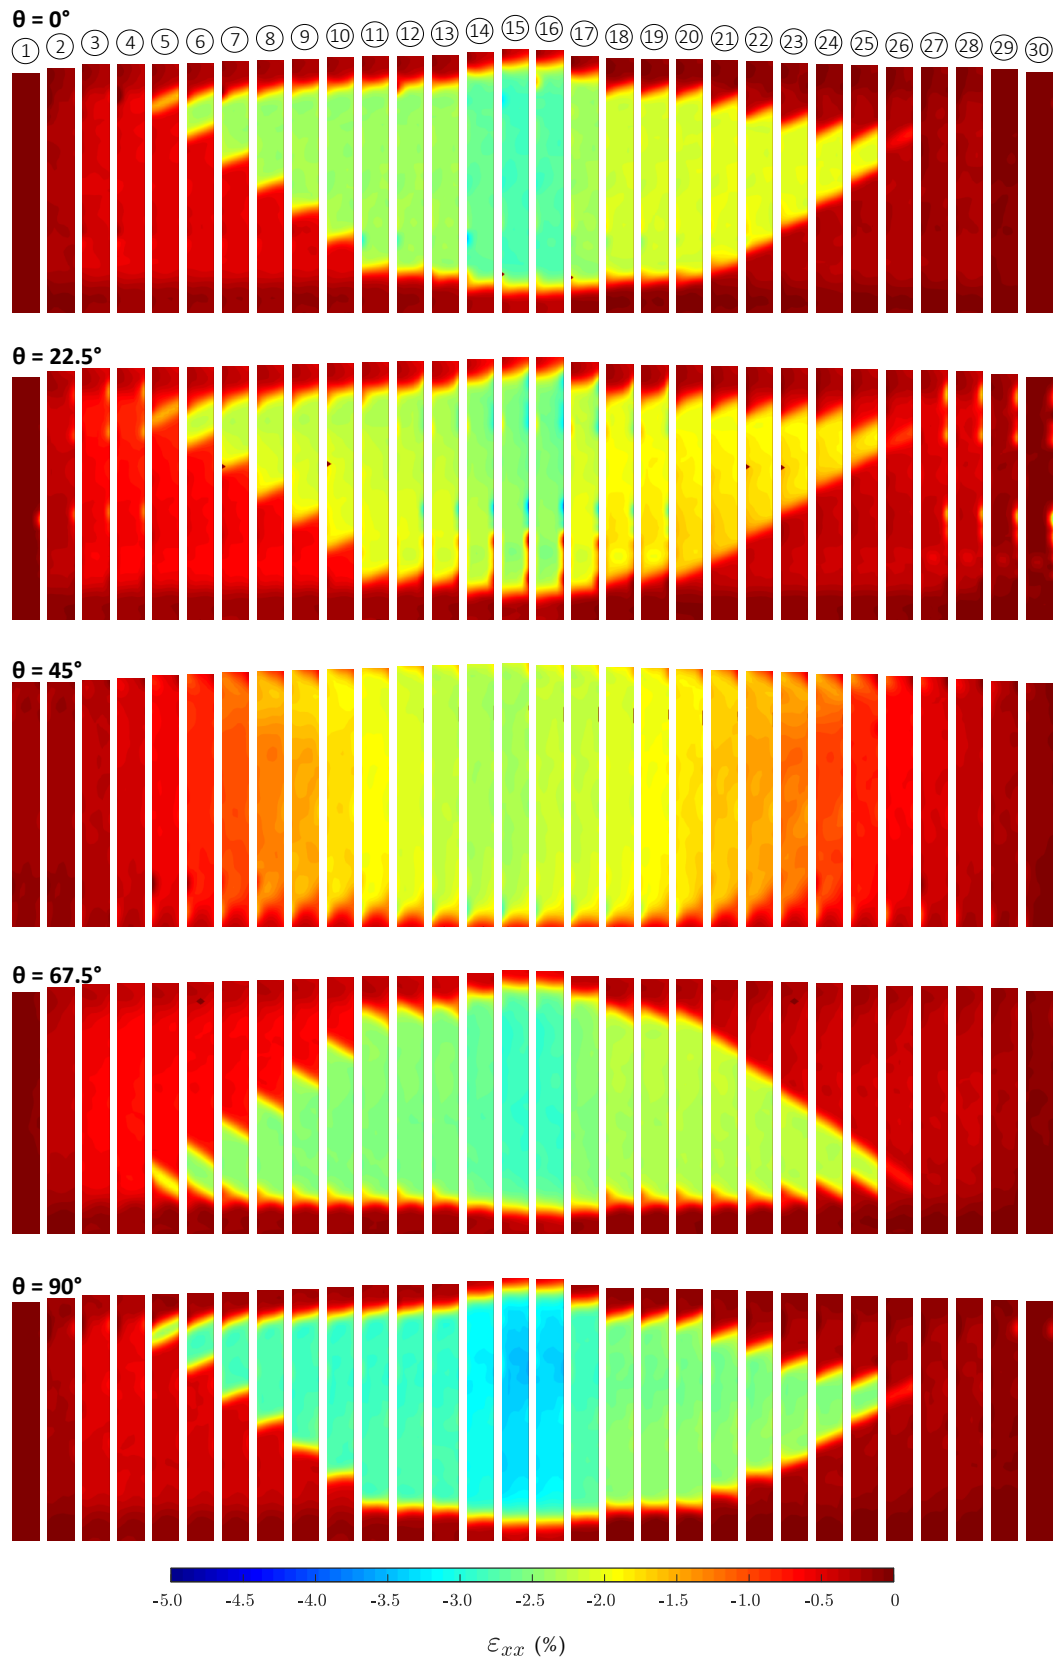 θ = 0°
① ② ③ ④ ⑤ ⑥ ⑦ ⑧ ⑨ ⑩ ⑪ ⑫ ⑬ ⑭ ⑮ ⑯ ⑰ ⑱ ⑲ ⑳ ㉑ ㉒ ㉓ ㉔ ㉕ ㉖ ㉗ ㉘ ㉙ ㉚
θ = 22.5°
θ = 45°
θ = 67.5°
θ = 90°
-5.0 -4.5 -4.0 -3.5 -3.0 -2.5 -2.0 -1.5 -1.0 -0.5 0
εxx (%)